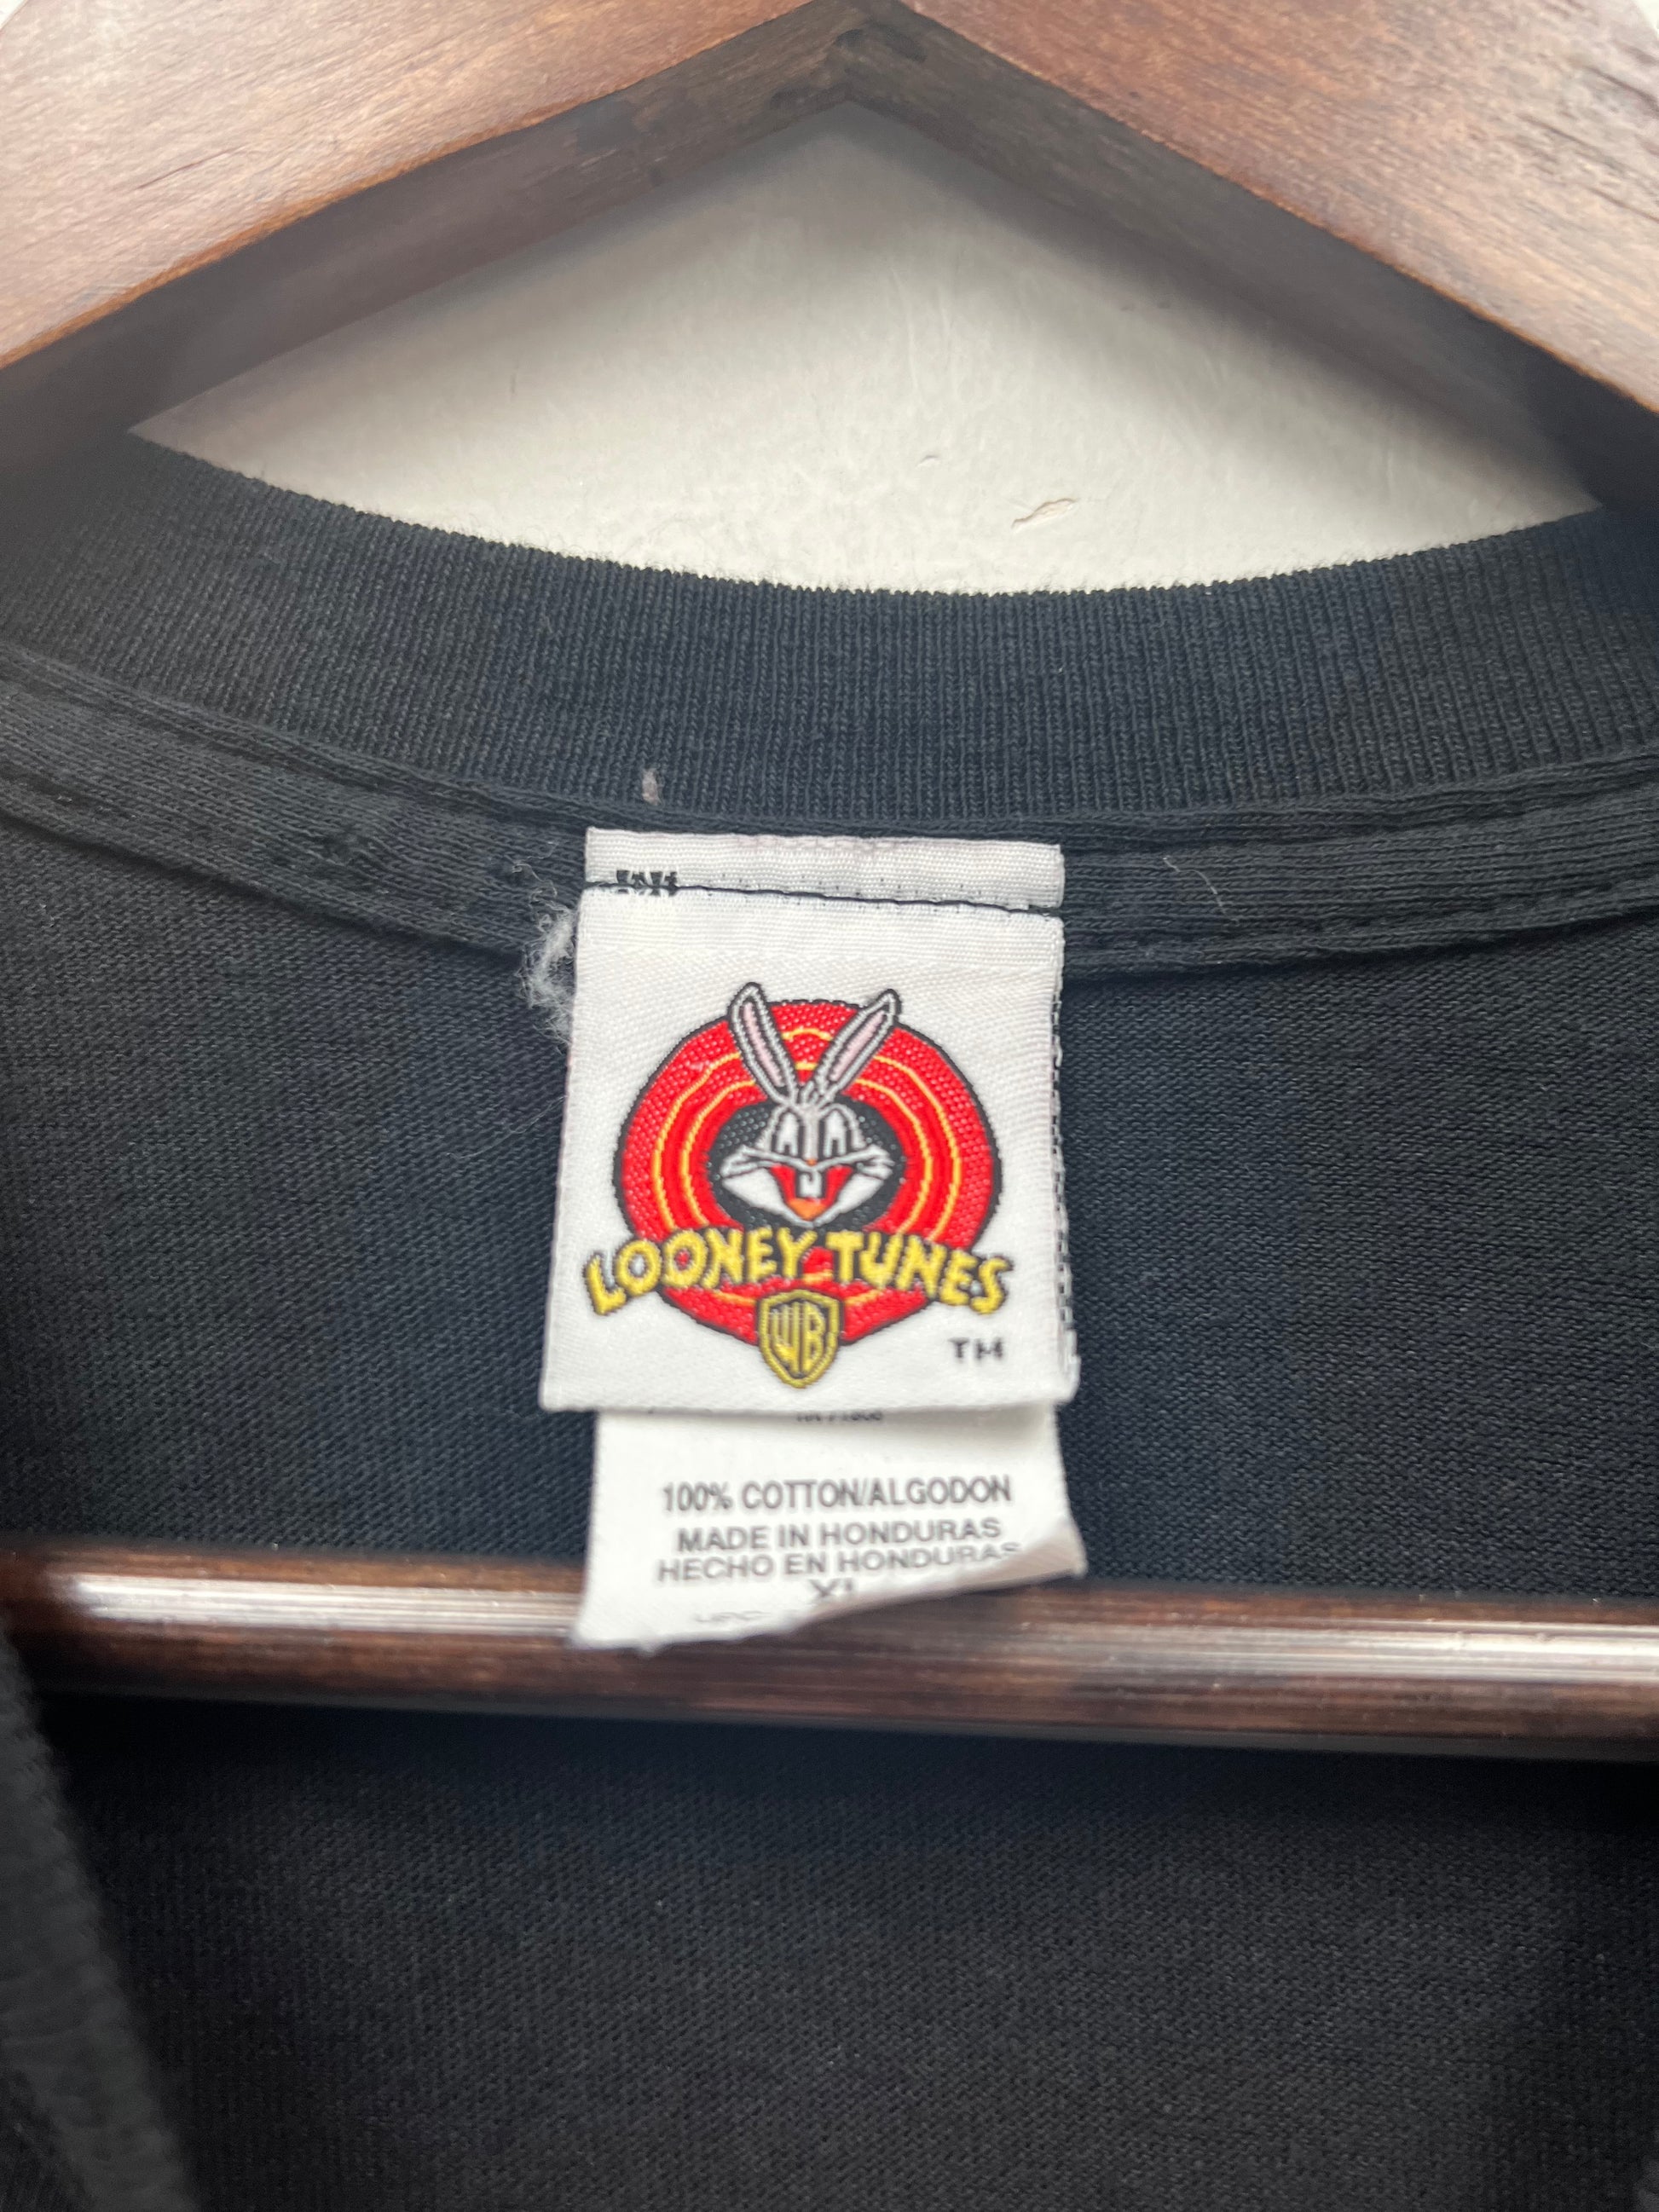 LOONEY TUNES
WB
TM
100% COTTON/ALGODON
MADE IN HONDURAS
HECHO EN HONDURAS
XL